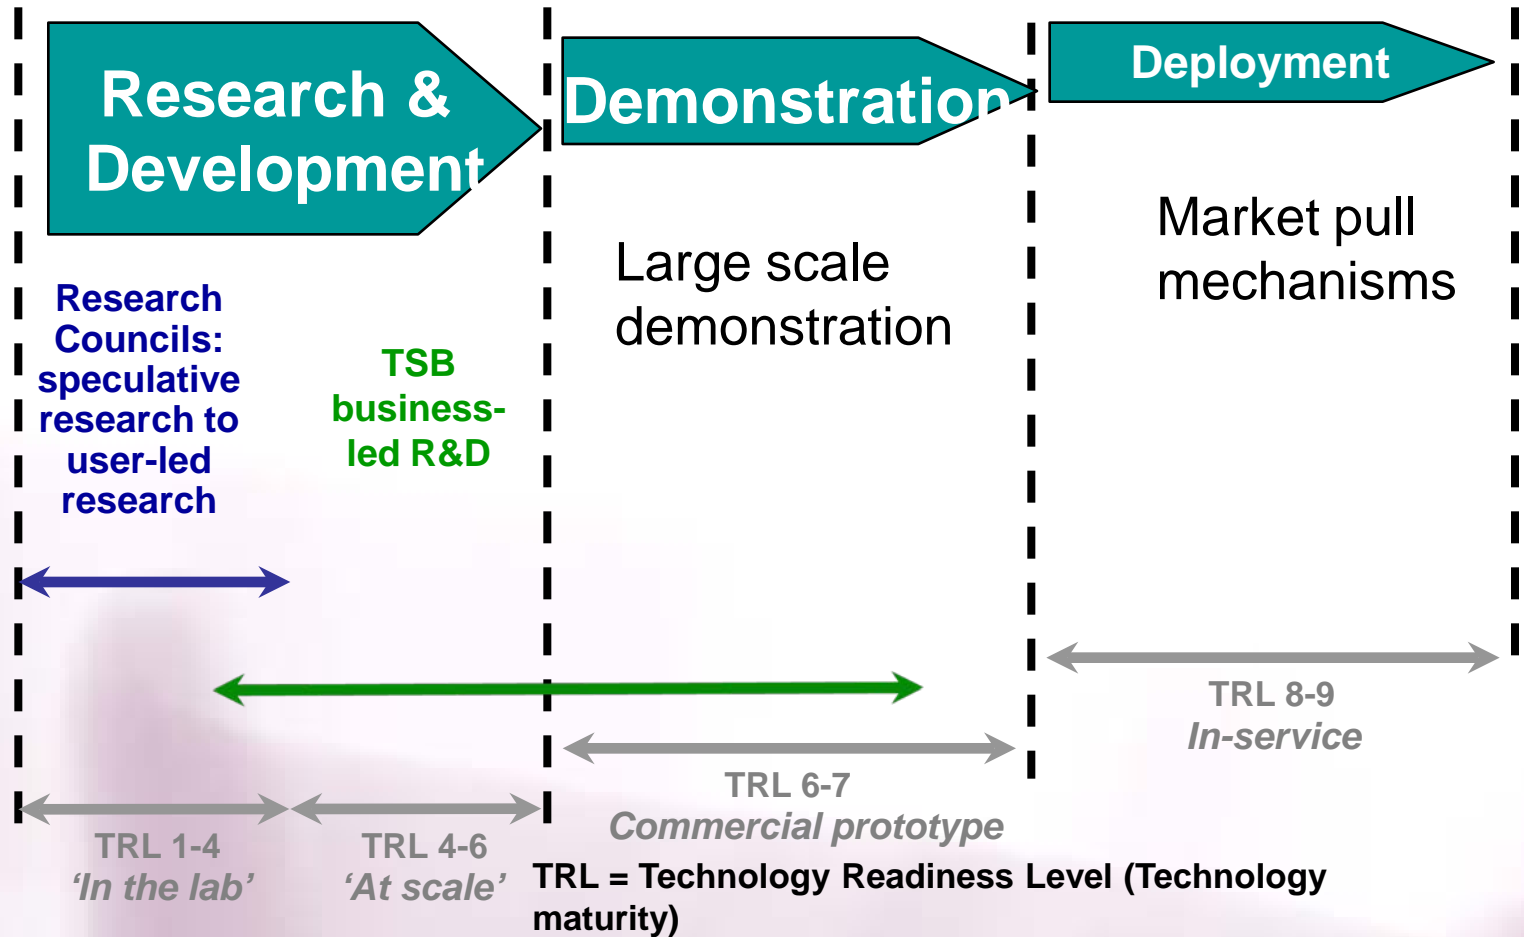 Research &
Development
Demonstration
Deployment
Research
Councils:
speculative
research to
user-led
research
TSB
business-
led R&D
Large scale
demonstration
Market pull
mechanisms
TRL 1-4
‘In the lab’
TRL 4-6
‘At scale’
TRL 6-7
Commercial prototype
TRL 8-9
In-service
TRL = Technology Readiness Level (Technology
maturity)